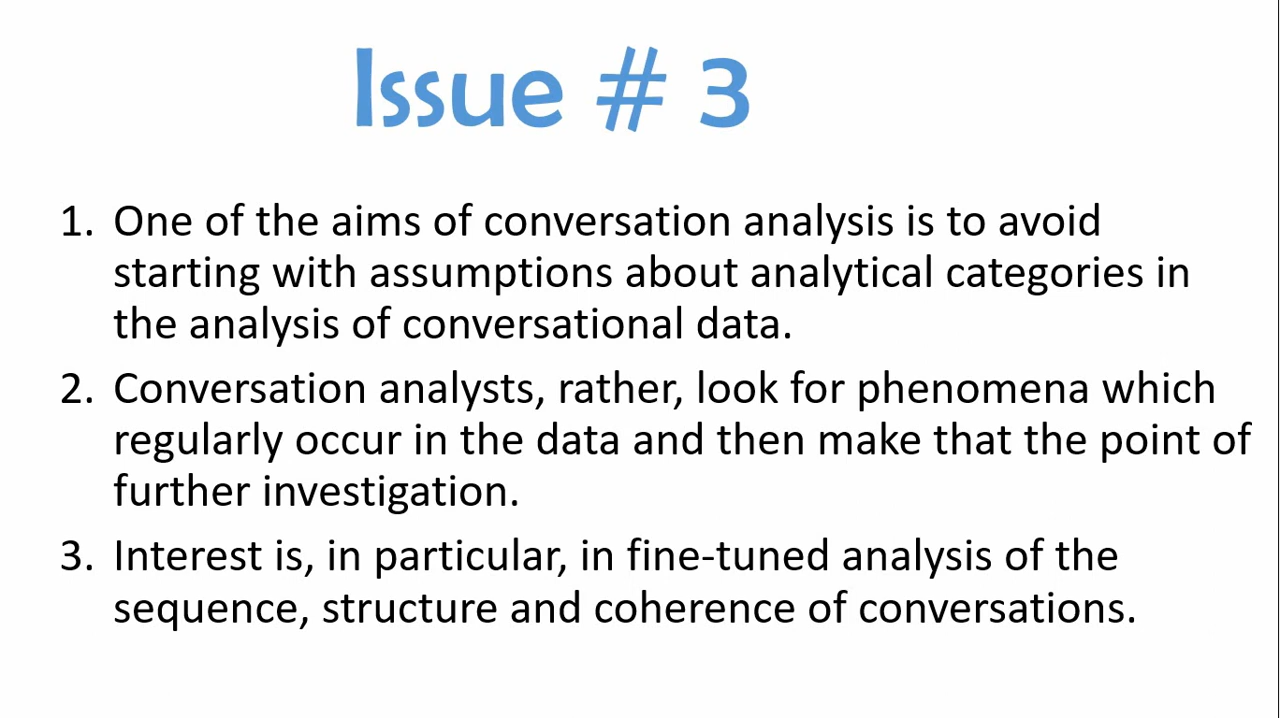 Issue # 3
1. One of the aims of conversation analysis is to avoid
starting with assumptions about analytical categories in
the analysis of conversational data.
2. Conversation analysts, rather, look for phenomena which
regularly occur in the data and then make that the point of
further investigation.
3. Interest is, in particular, in fine-tuned analysis of the
sequence, structure and coherence of conversations.